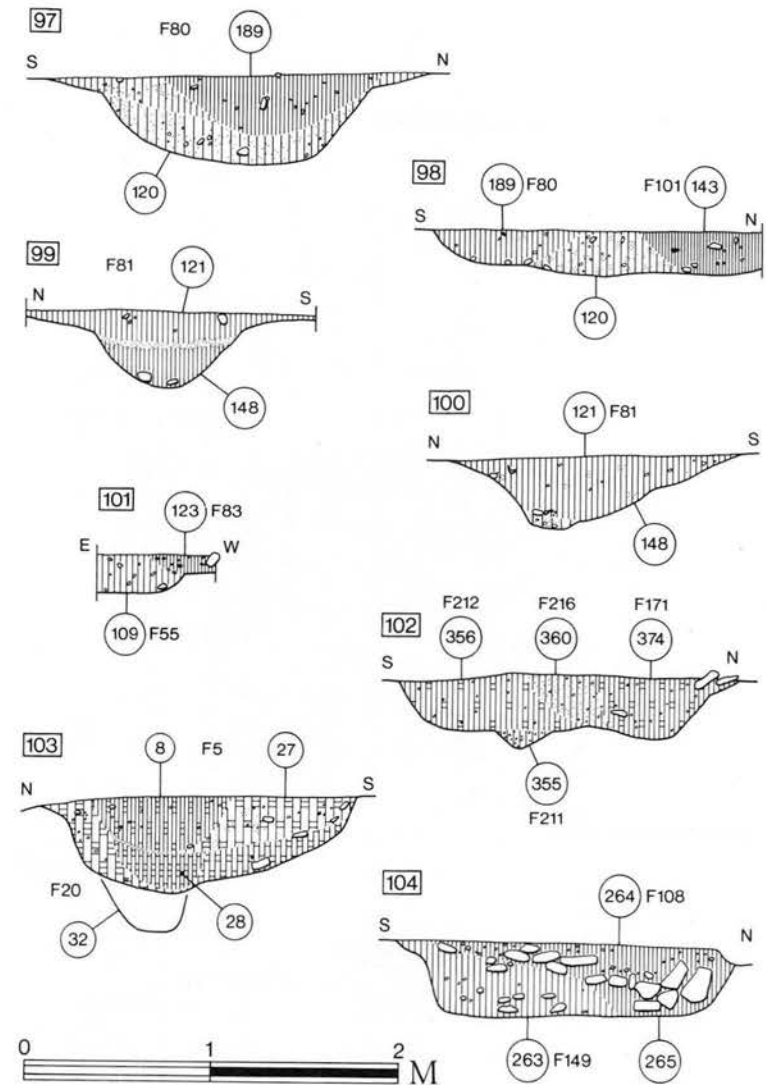 97
F80 189
S N
120
98
189 F80 F101 143
S N
120
99
F81 121
N S
148
100
121 F81
N S
148
101
123 F83
E W
109 F55
102
F212 F216 F171
356 360 374
S N
355
F211
103
8 F5 27
N S
F20
32 28
104
264 F108
S N
263 F149 265
0 1 2 M